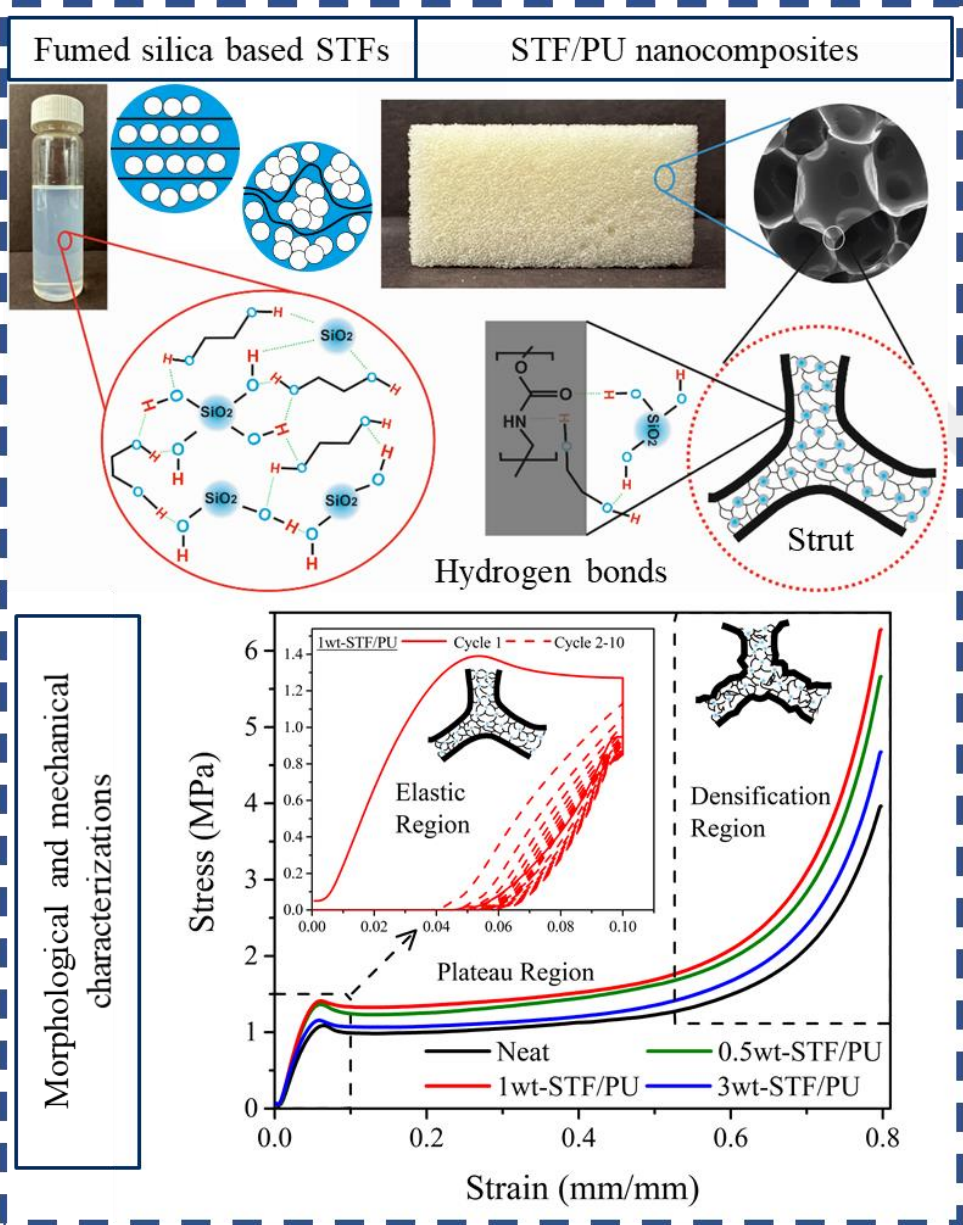 Fumed silica based STFs
STF/PU nanocomposites
H
O
SiO₂
H
H
O
O
O
H
O
H
SiO₂
O
H
H
O
O
H
O
H
H
O
H
SiO₂
SiO₂
O
H
O
O
H
O
H
H
O
O
HN
H
H
O
H
O
SiO₂
O
H
O
H
Strut
Hydrogen bonds
Morphological and mechanical
characterizations
Stress (MPa)
6
5
4
3
2
1
0
1wt-STF/PU
Cycle 1
Cycle 2-10
1.4
1.2
1.0
0.8
0.6
0.4
0.2
0.0
0.00
0.02
0.04
0.06
0.08
0.10
Elastic
Region
Densification
Region
Plateau Region
Neat
0.5wt-STF/PU
1wt-STF/PU
3wt-STF/PU
0.0
0.2
0.4
0.6
0.8
Strain (mm/mm)